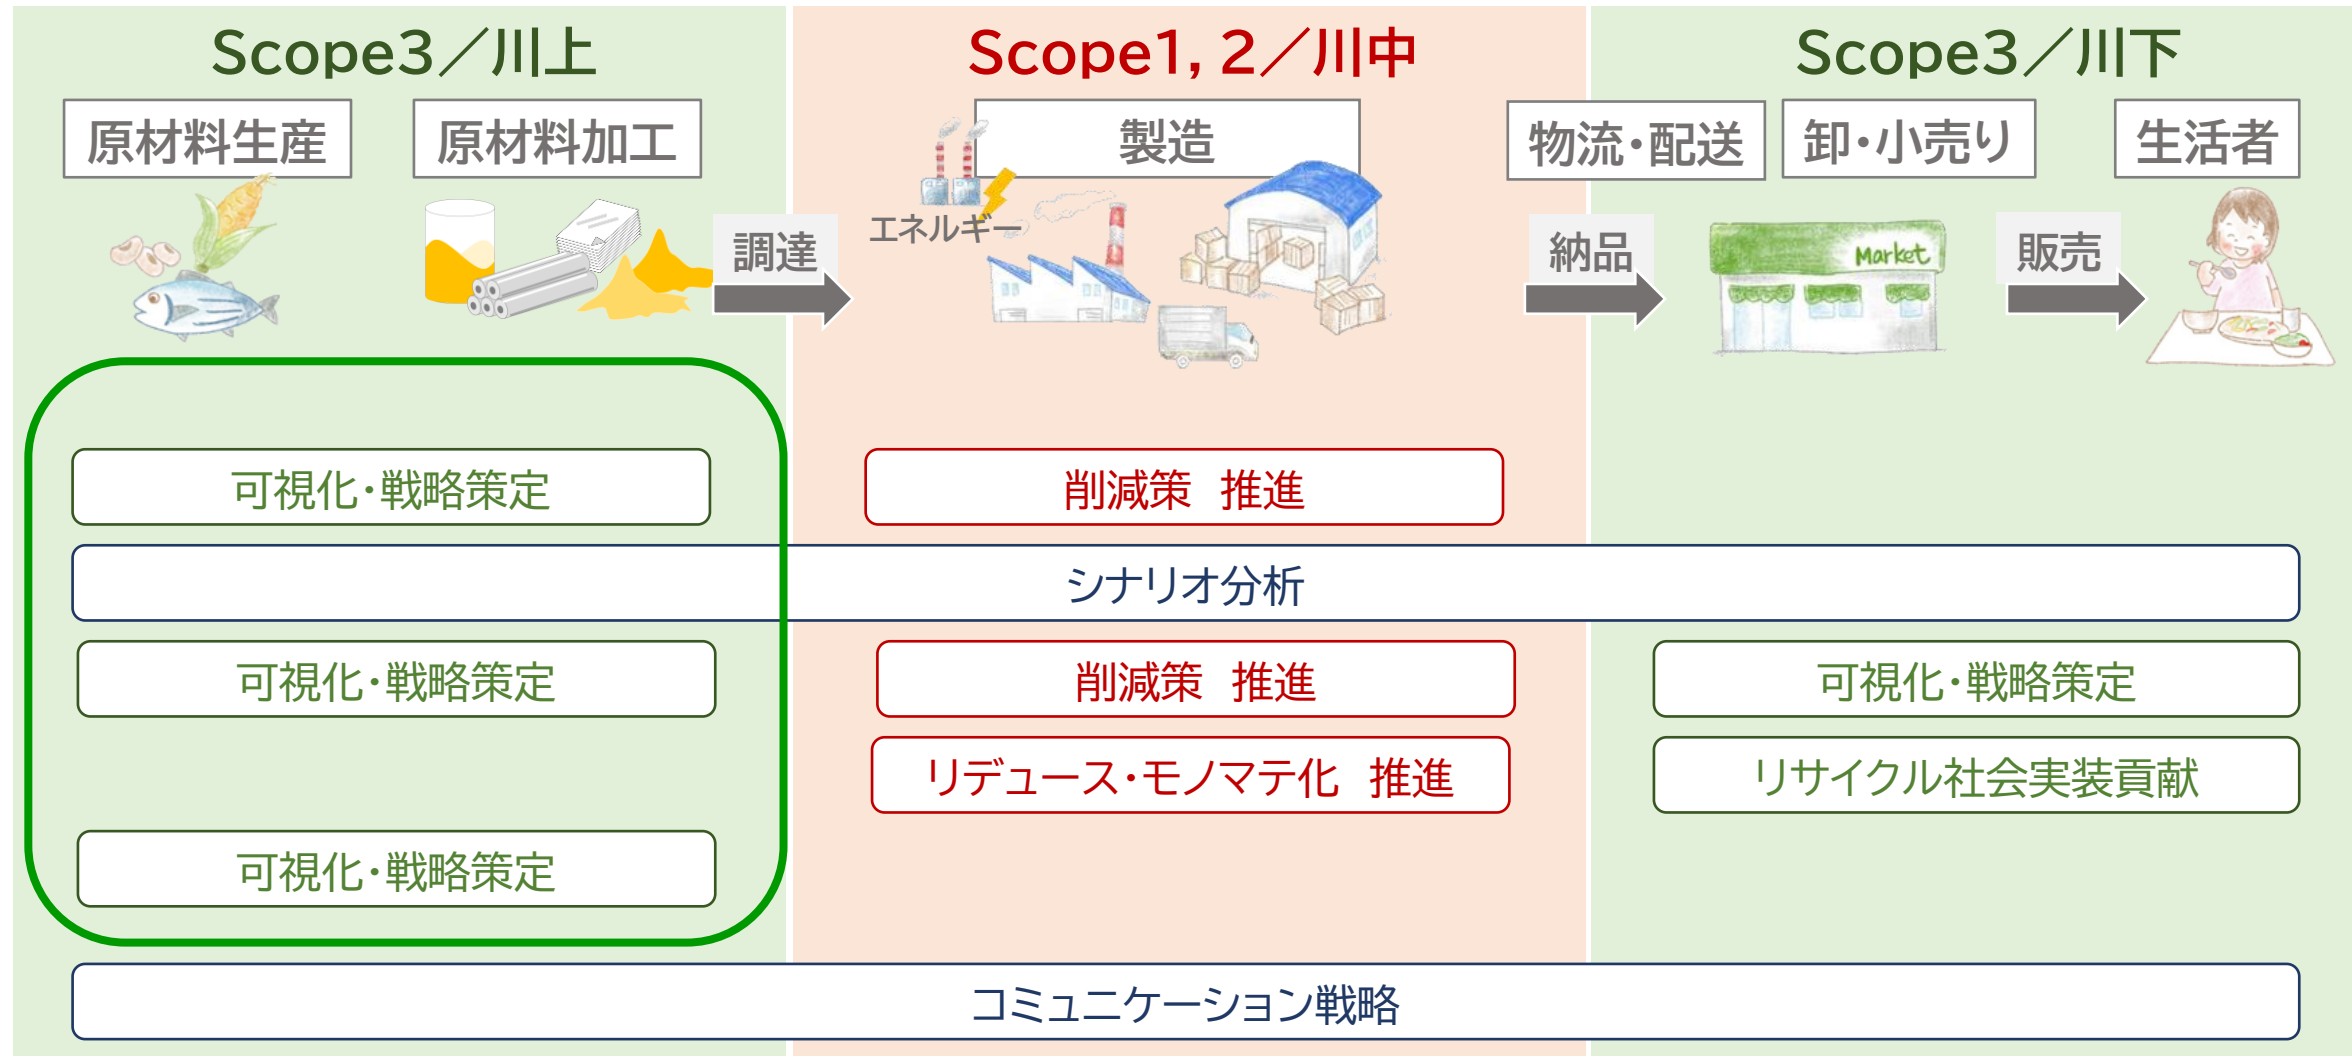 Scope3／川上
Scope1, 2／川中
Scope3／川下
原材料生産
原材料加工
製造
物流・配送
卸・小売り
生活者
エネルギー
調達
納品
Market
販売
可視化・戦略策定
削減策　推進
シナリオ分析
可視化・戦略策定
削減策　推進
可視化・戦略策定
リデュース・モノマテ化　推進
リサイクル社会実装貢献
可視化・戦略策定
コミュニケーション戦略